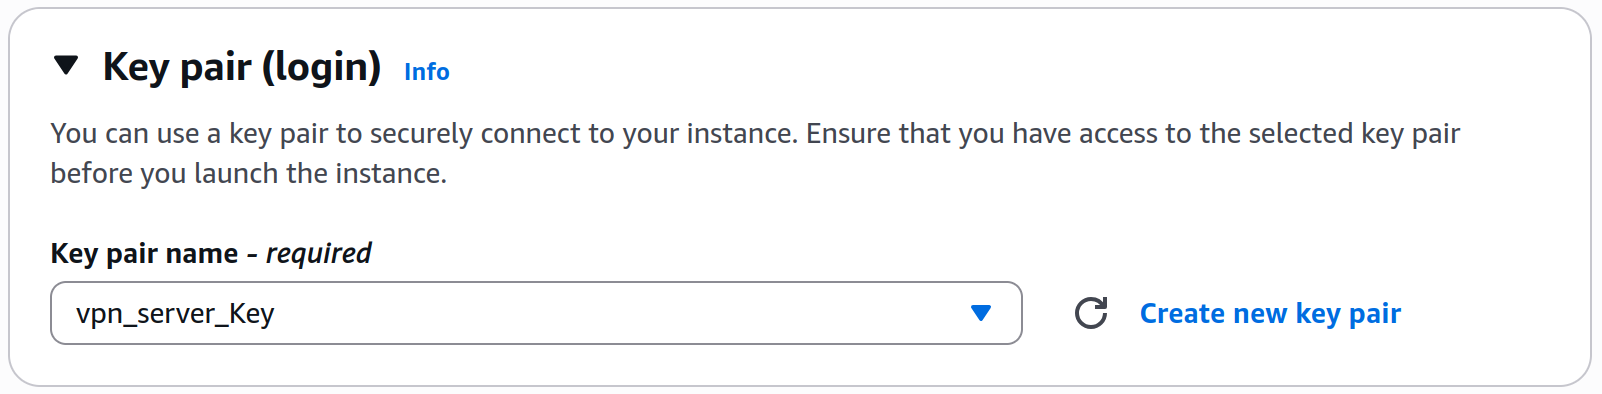 Key pair (login) Info
You can use a key pair to securely connect to your instance. Ensure that you have access to the selected key pair
before you launch the instance.
Key pair name - required
vpn_server_Key
Create new key pair